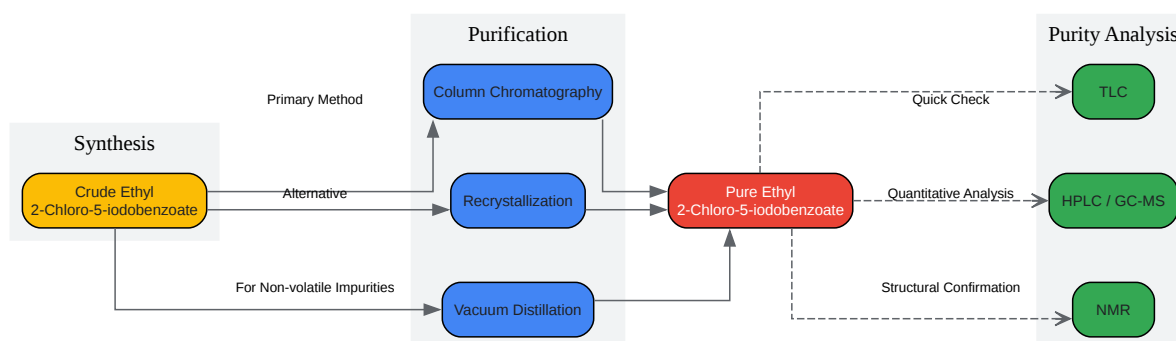 Purification
Purity Analysis
Column Chromatography
TLC
Primary Method
Quick Check
Synthesis
Crude Ethyl
2-Chloro-5-iodobenzoate
Alternative
Recrystallization
Pure Ethyl
2-Chloro-5-iodobenzoate
Quantitative Analysis
HPLC / GC-MS
For Non-volatile Impurities
Vacuum Distillation
Structural Confirmation
NMR